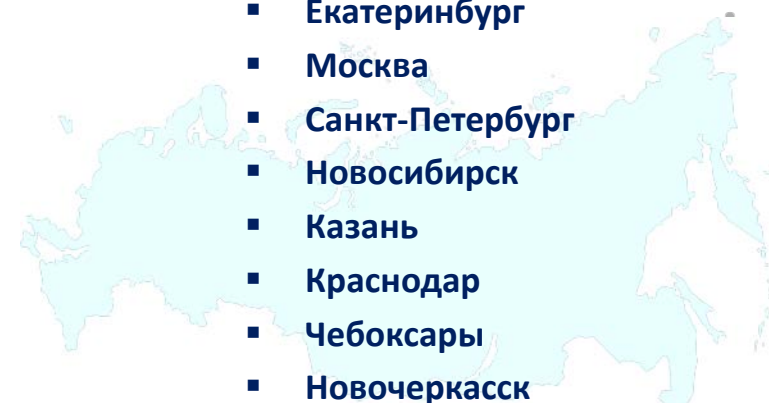 ▪ Екатеринбург
▪ Москва
▪ Санкт-Петербург
▪ Новосибирск
▪ Казань
▪ Краснодар
▪ Чебоксары
▪ Новочеркасск